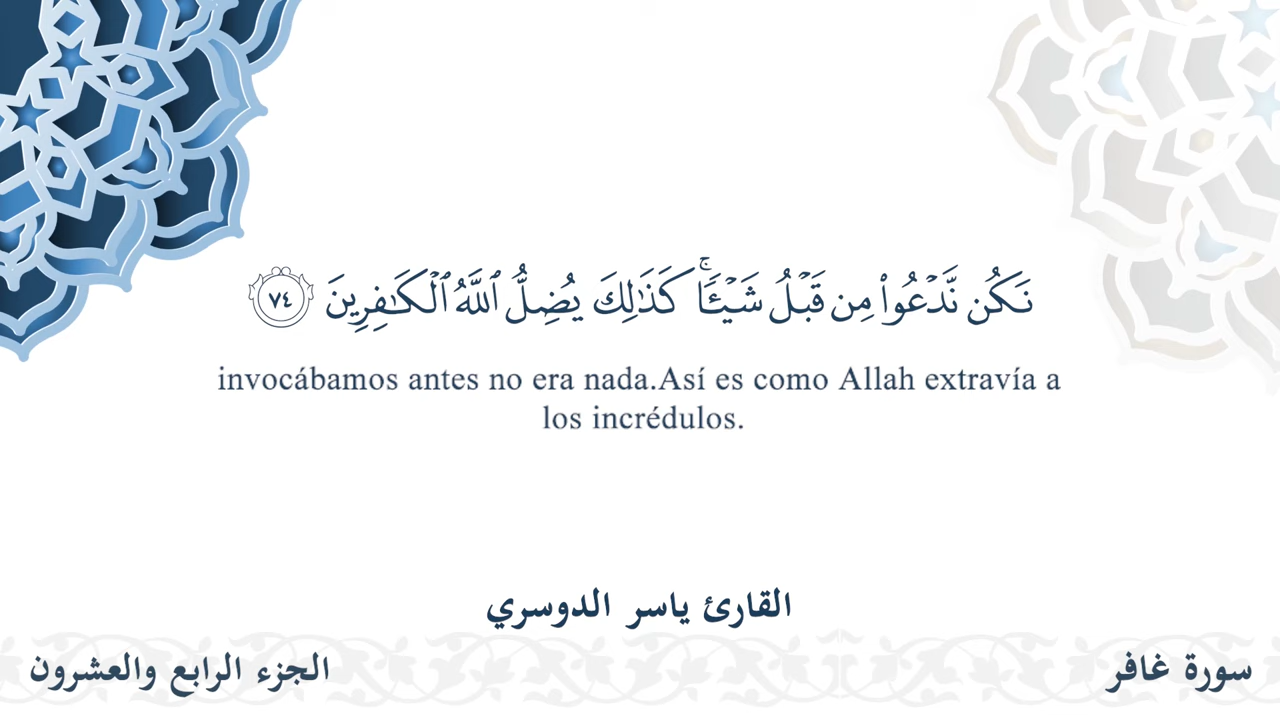 نَكُن نَّدْعُوا۟ مِن قَبْلُ شَيْـًٔا ۚ كَذَٰلِكَ يُضِلُّ ٱللَّهُ ٱلْكَـٰفِرِينَ ٧٤
invocábamos antes no era nada.Así es como Allah extravía a
los incrédulos.
القارئ ياسر الدوسري
سورة غافر
الجزء الرابع والعشرون